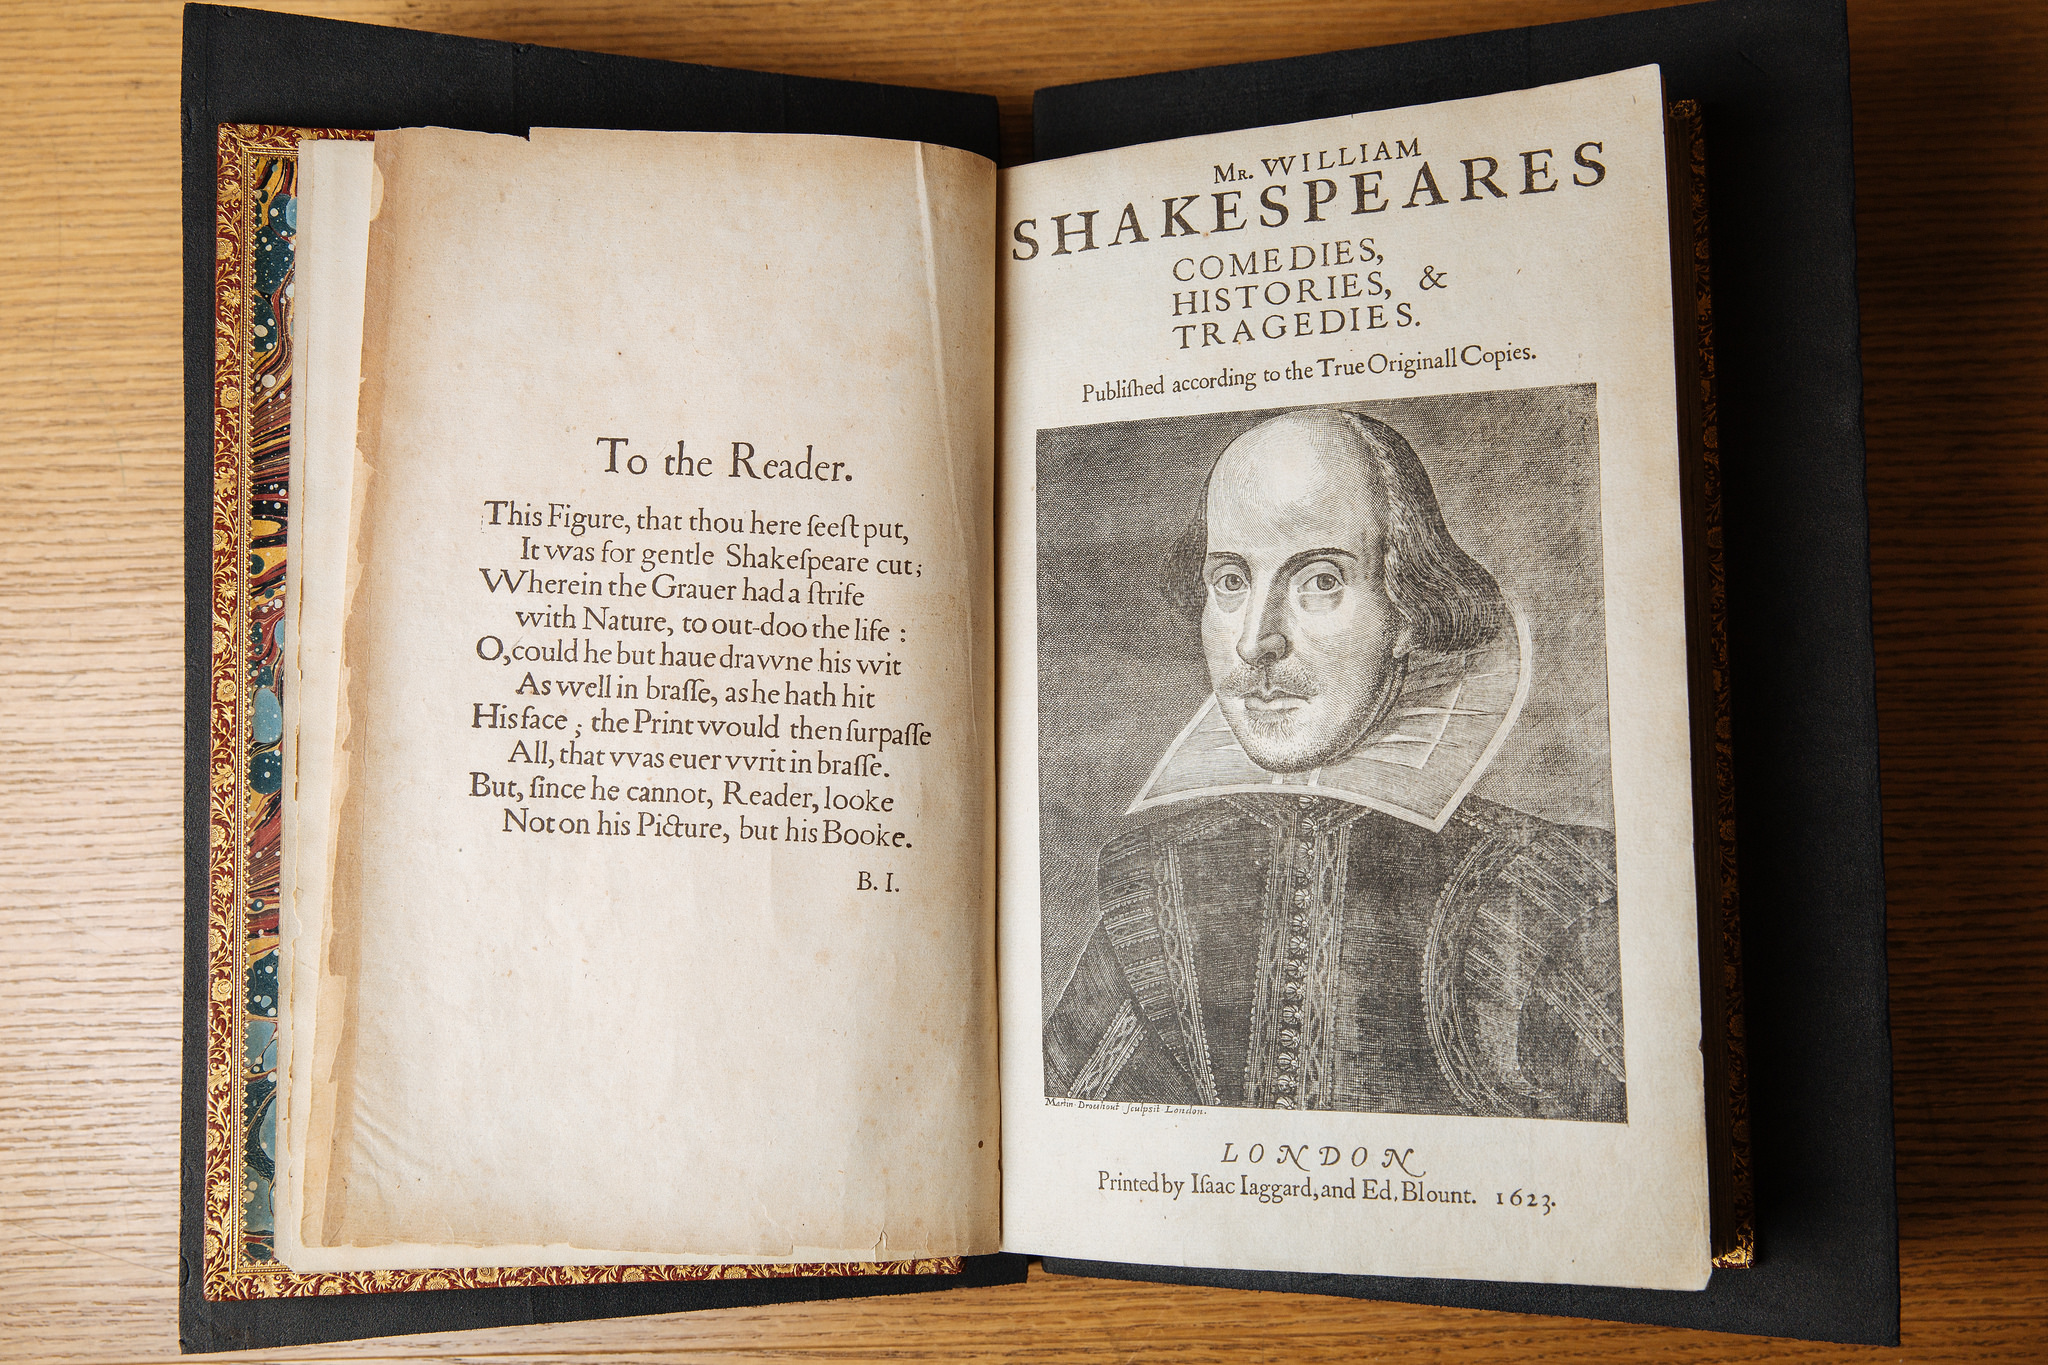 To the Reader.
This Figure, that thou here ſeeſt put,
It was for gentle Shakeſpeare cut;
Wherein the Grauer had a ſtrife
with Nature, to out-doo the life :
O, could he but haue dravvne his vvit
As well in braſſe, as he hath hit
His face ; the Print would then ſurpaſſe
All, that vvas euer vvrit in braſſe.
But, ſince he cannot, Reader, looke
Not on his Picture, but his Booke.
B. I.
Mr. WILLIAM
SHAKESPEARES
COMEDIES,
HISTORIES, &
TRAGEDIES.
Publiſhed according to the True Originall Copies.
Martin Droeshout ſculpsit London.
LONDON
Printed by Iſaac Iaggard, and Ed. Blount. 1623.